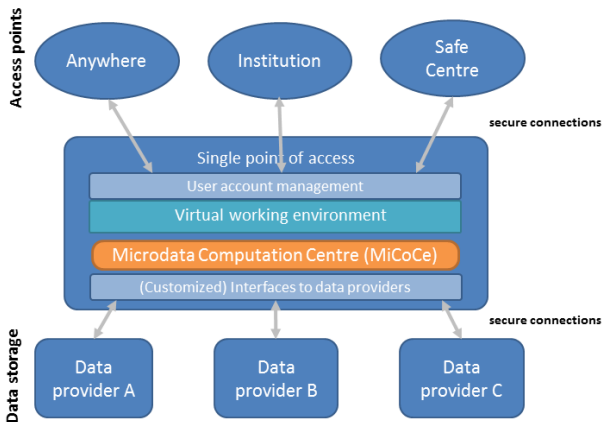 Access points
Anywhere
Institution
Safe
Centre
secure connections
Single point of access
User account management
Virtual working environment
Microdata Computation Centre (MiCoCe)
(Customized) Interfaces to data providers
secure connections
Data storage
Data
provider A
Data
provider B
Data
provider C